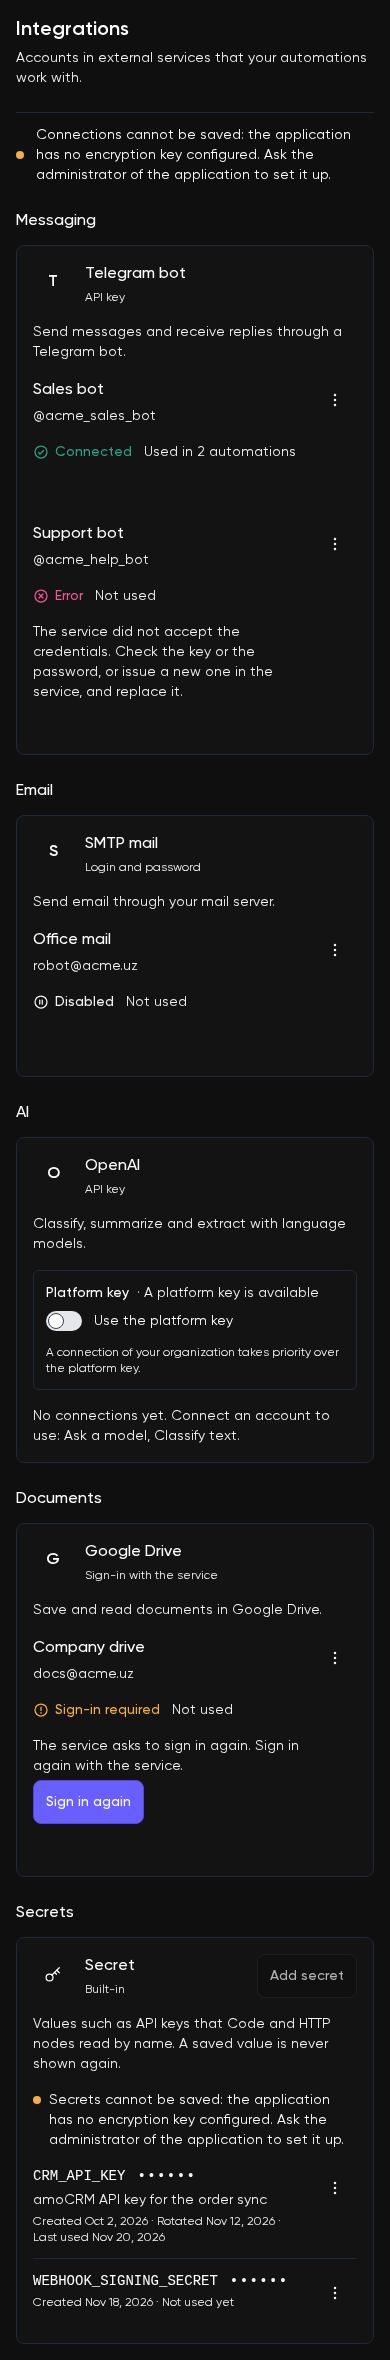 Integrations
Accounts in external services that your automations
work with.
Connections cannot be saved: the application
has no encryption key configured. Ask the
administrator of the application to set it up.
Messaging
T
Telegram bot
API key
Send messages and receive replies through a
Telegram bot.
Sales bot
@acme_sales_bot
Connected Used in 2 automations
Support bot
@acme_help_bot
Error Not used
The service did not accept the
credentials. Check the key or the
password, or issue a new one in the
service, and replace it.
Email
S
SMTP mail
Login and password
Send email through your mail server.
Office mail
robot@acme.uz
Disabled Not used
AI
O
OpenAI
API key
Classify, summarize and extract with language
models.
Platform key · A platform key is available
Use the platform key
A connection of your organization takes priority over
the platform key.
No connections yet. Connect an account to
use: Ask a model, Classify text.
Documents
G
Google Drive
Sign-in with the service
Save and read documents in Google Drive.
Company drive
docs@acme.uz
Sign-in required Not used
The service asks to sign in again. Sign in
again with the service.
Sign in again
Secrets
Secret
Built-in
Add secret
Values such as API keys that Code and HTTP
nodes read by name. A saved value is never
shown again.
Secrets cannot be saved: the application
has no encryption key configured. Ask the
administrator of the application to set it up.
CRM_API_KEY ••••••
amoCRM API key for the order sync
Created Oct 2, 2026 · Rotated Nov 12, 2026 ·
Last used Nov 20, 2026
WEBHOOK_SIGNING_SECRET ••••••
Created Nov 18, 2026 · Not used yet